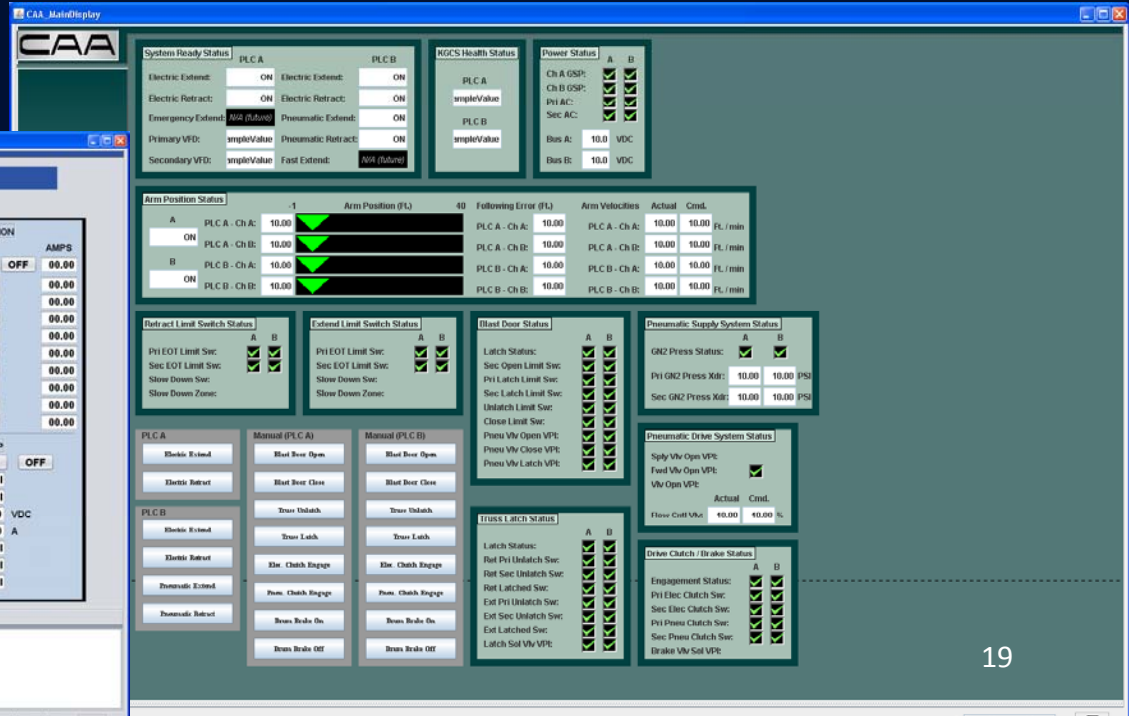 CAA_MainDisplay
CAA
System Ready Status
PLC A PLC B
Electric Extend: ON Electric Extend: ON
Electric Retract: ON Electric Retract: ON
Emergency Extend: N/A (future) Pneumatic Extend: ON
Primary VFD: ampleValue Pneumatic Retract: ON
Secondary VFD: ampleValue Fast Extend: N/A (future)
KGCS Health Status
PLC A
ampleValue
PLC B
ampleValue
Power Status A B
Ch A GSP:
Ch B GSP:
Pri AC:
Sec AC:
Bus A: 10.0 VDC
Bus B: 10.0 VDC
Arm Position Status
-1 Arm Position (Ft.) 40 Following Error (Ft.) Arm Velocities Actual Cmd.
A PLC A - Ch A: 10.00 PLC A - Ch A: 10.00 PLC A - Ch A: 10.00 10.00 Ft. / min
ON PLC A - Ch B: 10.00 PLC A - Ch B: 10.00 PLC A - Ch B: 10.00 10.00 Ft. / min
B PLC B - Ch A: 10.00 PLC B - Ch A: 10.00 PLC B - Ch A: 10.00 10.00 Ft. / min
ON PLC B - Ch B: 10.00 PLC B - Ch B: 10.00 PLC B - Ch B: 10.00 10.00 Ft. / min
Retract Limit Switch Status
A B
Pri EOT Limit Sw:
Sec EOT Limit Sw:
Slow Down Sw:
Slow Down Zone:
Extend Limit Switch Status
A B
Pri EOT Limit Sw:
Sec EOT Limit Sw:
Slow Down Sw:
Slow Down Zone:
Blast Door Status
A B
Latch Status:
Sec Open Limit Sw:
Pri Latch Limit Sw:
Sec Latch Limit Sw:
Unlatch Limit Sw:
Close Limit Sw:
Pneu Vlv Open VPI:
Pneu Vlv Close VPI:
Pneu Vlv Latch VPI:
Pneumatic Supply System Status
A B
GN2 Press Status:
Pri GN2 Press Xdr: 10.00 10.00 PSI
Sec GN2 Press Xdr: 10.00 10.00 PSI
PLC A
Electric Extend
Electric Retract
PLC B
Electric Extend
Electric Retract
Pneumatic Extend
Pneumatic Retract
Manual (PLC A)
Blast Door Open
Blast Door Close
Truss Unlatch
Truss Latch
Elec. Clutch Engage
Pneu. Clutch Engage
Drum Brake On
Drum Brake Off
Manual (PLC B)
Blast Door Open
Blast Door Close
Truss Unlatch
Truss Latch
Elec. Clutch Engage
Pneu. Clutch Engage
Drum Brake On
Drum Brake Off
Truss Latch Status
A B
Latch Status:
Ret Pri Unlatch Sw:
Ret Sec Unlatch Sw:
Ret Latched Sw:
Ext Pri Unlatch Sw:
Ext Sec Unlatch Sw:
Ext Latched Sw:
Latch Sol Vlv VPI:
Pneumatic Drive System Status
Sply Vlv Opn VPI:
Fwd Vlv Opn VPI:
Vlv Opn VPI:
Actual Cmd.
Flow Cntl Vlv: 10.00 10.00 %
Drive Clutch / Brake Status
A B
Engagement Status:
Pri Elec Clutch Sw:
Sec Elec Clutch Sw:
Pri Pneu Clutch Sw:
Sec Pneu Clutch Sw:
Brake Vlv Sol VPI:
ION
AMPS
OFF 00.00
00.00
00.00
00.00
00.00
00.00
00.00
00.00
00.00
00.00
OFF
VDC
A
19